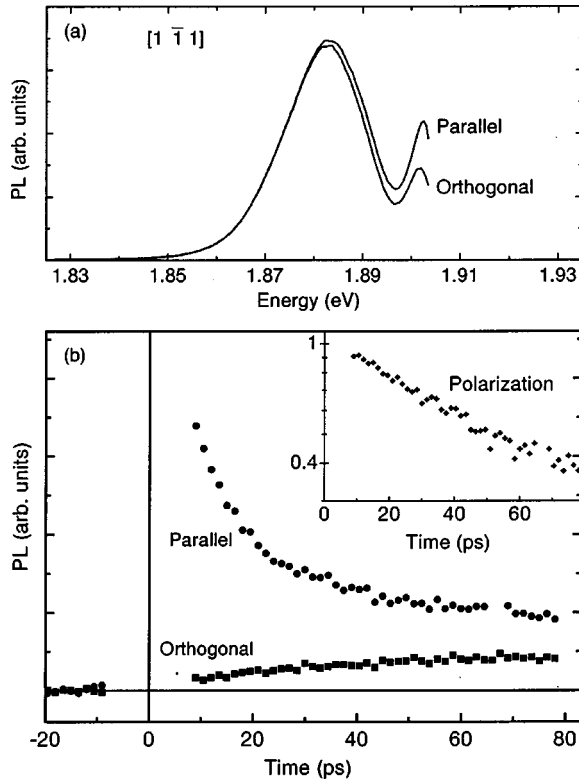 (a)
[1 1̄ 1]
PL (arb. units)
Parallel
Orthogonal
1.83 1.85 1.87 1.89 1.91 1.93
Energy (eV)
(b)
PL (arb. units)
Parallel
Orthogonal
1
0.4
Polarization
0 20 40 60
Time (ps)
-20 0 20 40 60 80
Time (ps)